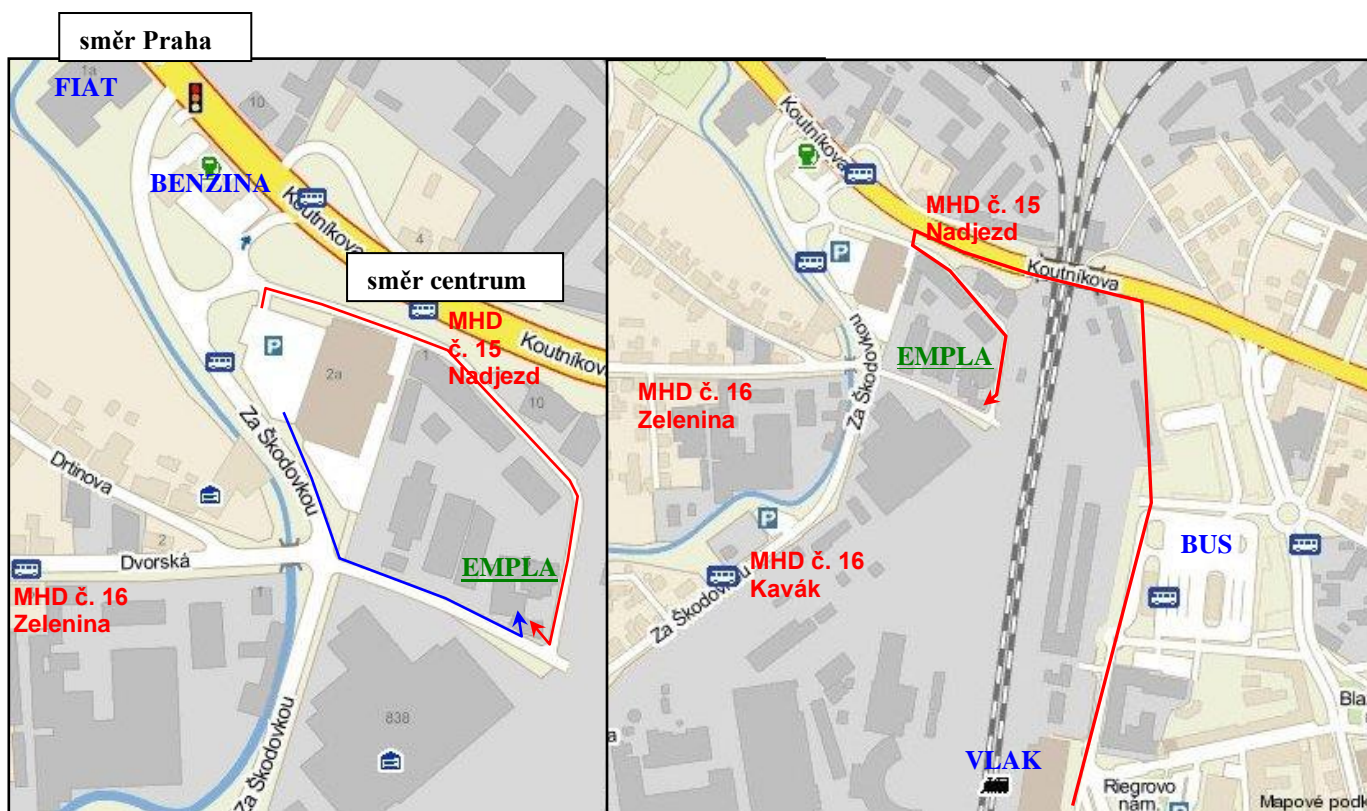 směr Praha
1a
FIAT
10
BENZINA
Koutníkova
4
směr centrum
MHD
č. 15
Nadjezd
Koutníkova
P
2a
1
10
Za Škodovkou
Drtinova
2
Dvorská
EMPLA
MHD č. 16
Zelenina
1
838
Za Škodovkou
Koutníkova
MHD č. 15
Nadjezd
P
Koutníkova
Za Škodovkou
EMPLA
MHD č. 16
Zelenina
P
MHD č. 16
Kavák
Za Škodovkou
BUS
VLAK
Riegrovo
nám.
P
Bla
Mapové podk